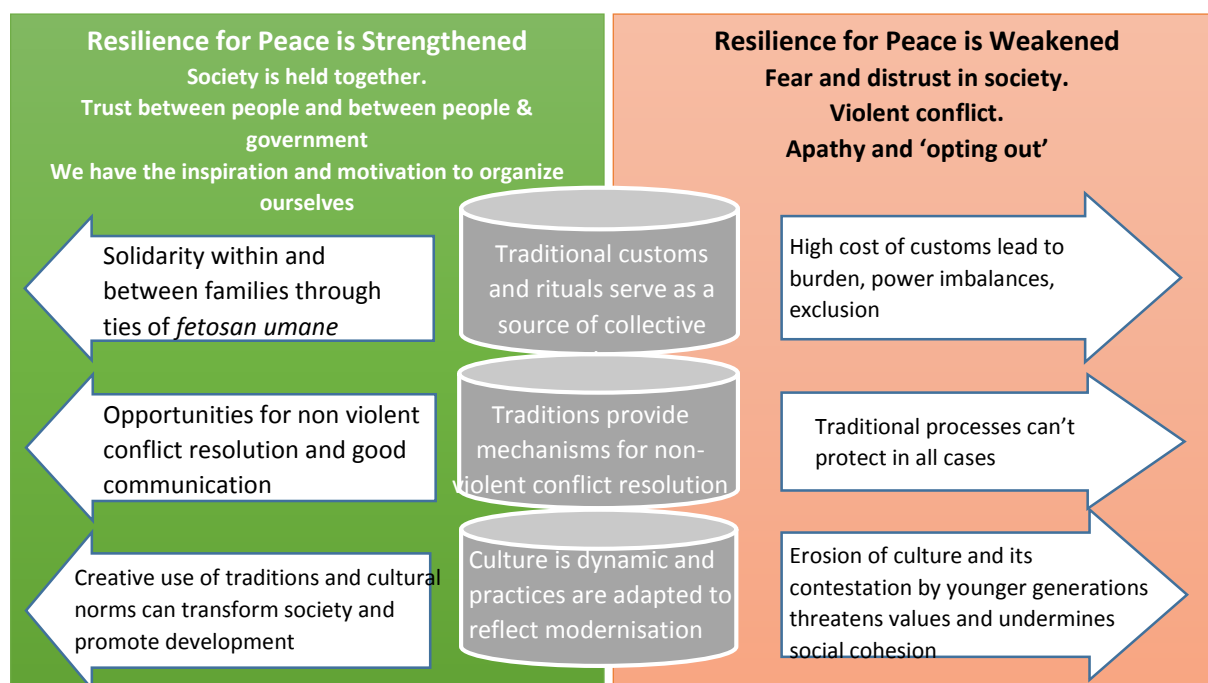 Resilience for Peace is Strengthened
Society is held together.
Trust between people and between people &
government
We have the inspiration and motivation to organize
ourselves
Resilience for Peace is Weakened
Fear and distrust in society.
Violent conflict.
Apathy and ‘opting out’
Solidarity within and
between families through
ties of fetosan umane
Traditional customs
and rituals serve as a
source of collective
High cost of customs lead to
burden, power imbalances,
exclusion
Opportunities for non violent
conflict resolution and good
communication
Traditions provide
mechanisms for non-
violent conflict resolution
Traditional processes can’t
protect in all cases
Creative use of traditions and cultural
norms can transform society and
promote development
Culture is dynamic and
practices are adapted to
reflect modernisation
Erosion of culture and its
contestation by younger generations
threatens values and undermines
social cohesion